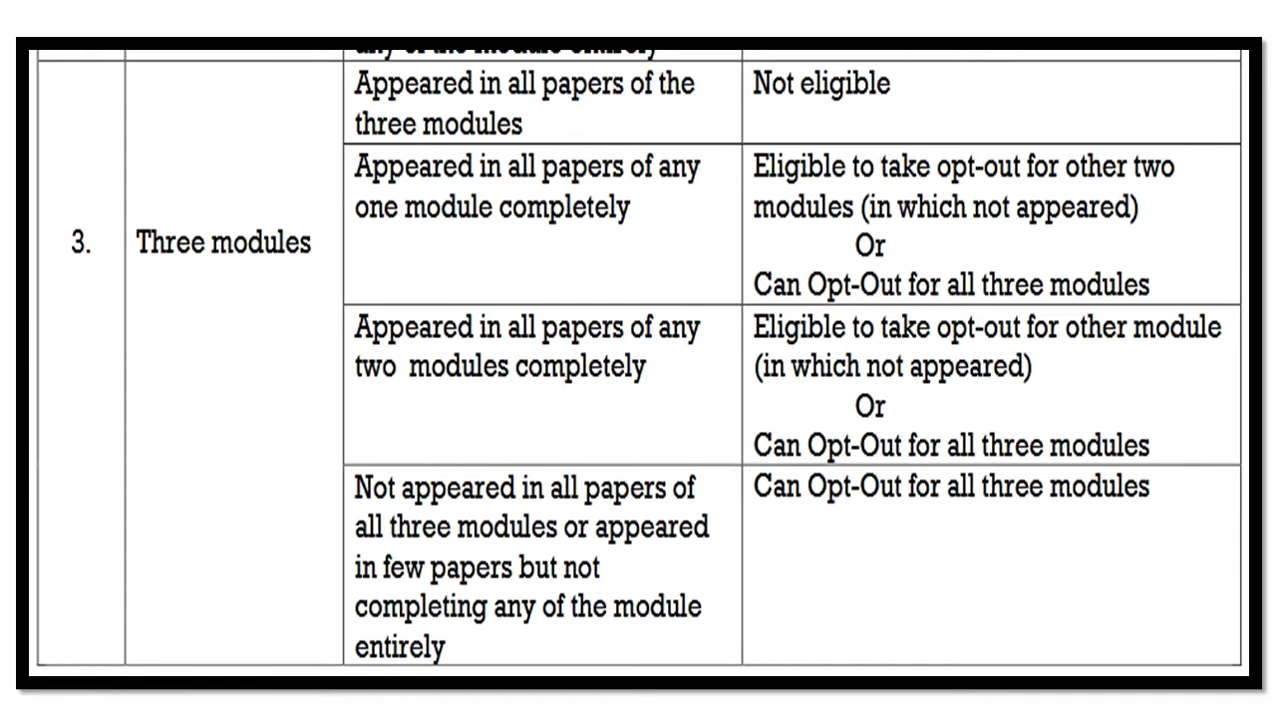 any of the module entirely
Appeared in all papers of the
three modules
Not eligible
Appeared in all papers of any
one module completely
Eligible to take opt-out for other two
modules (in which not appeared)
Or
Can Opt-Out for all three modules
3.
Three modules
Appeared in all papers of any
two modules completely
Eligible to take opt-out for other module
(in which not appeared)
Or
Can Opt-Out for all three modules
Not appeared in all papers of
all three modules or appeared
in few papers but not
completing any of the module
entirely
Can Opt-Out for all three modules